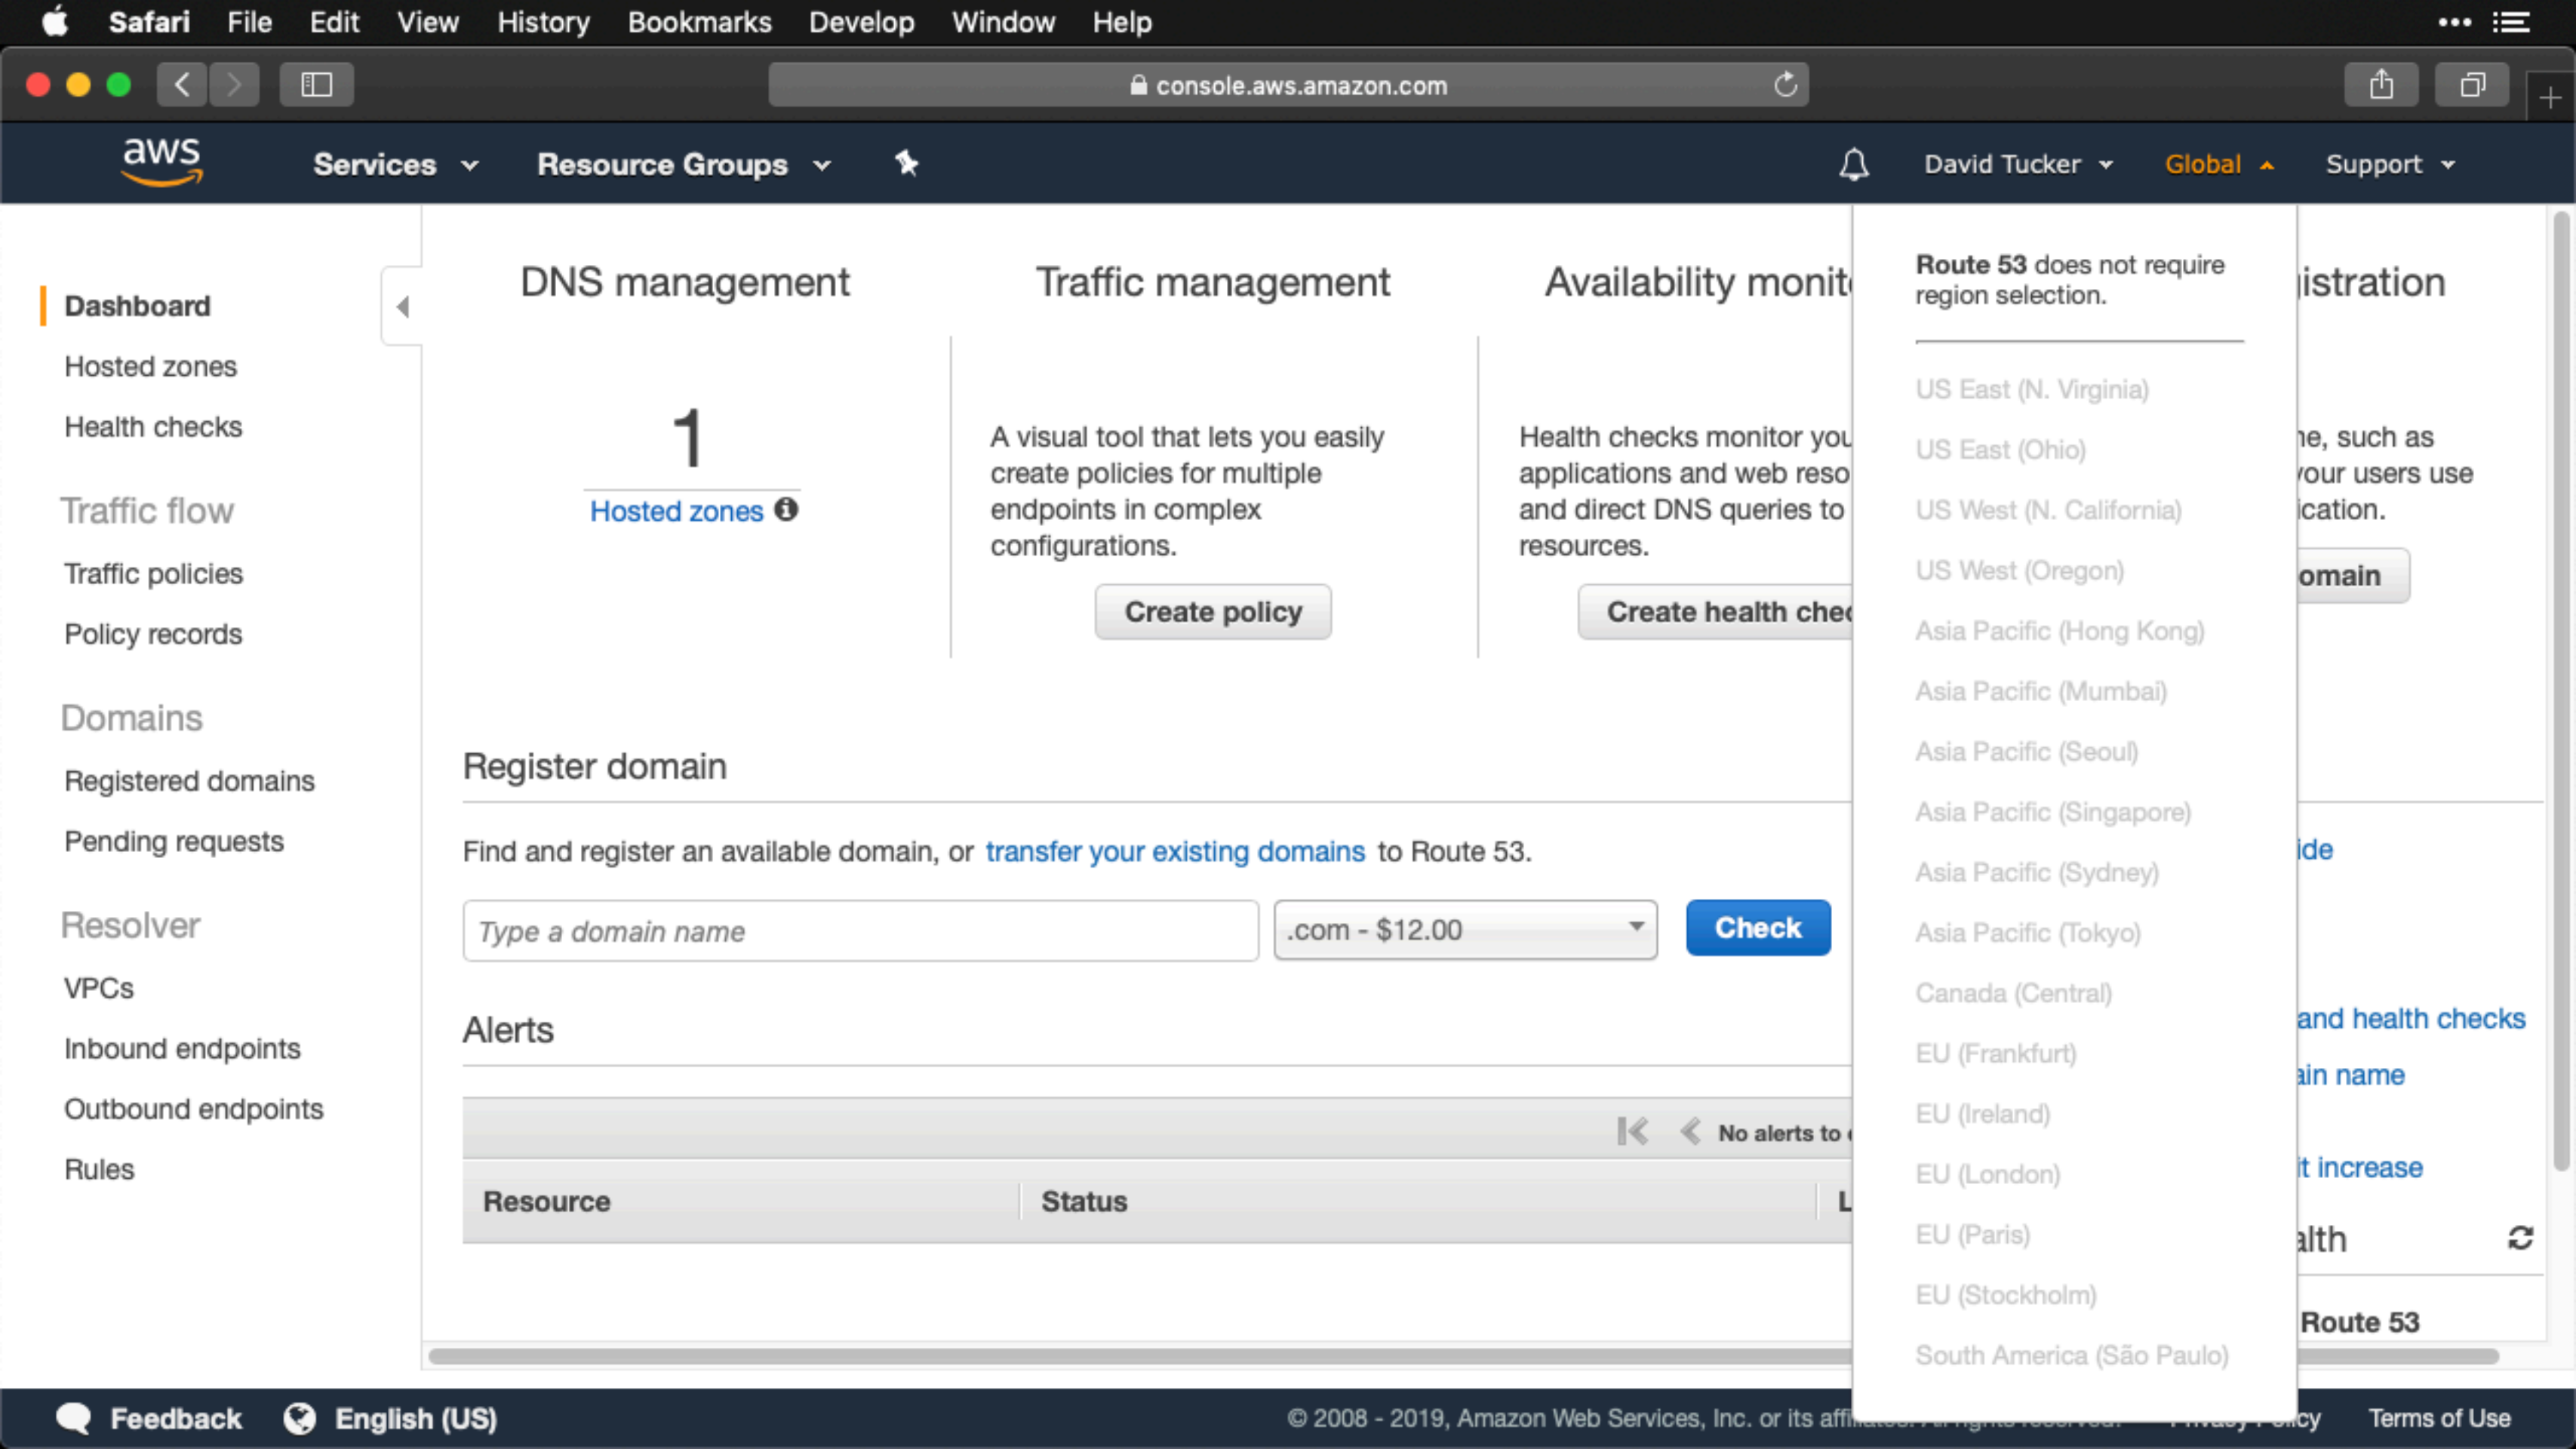 Safari File Edit View History Bookmarks Develop Window Help
console.aws.amazon.com
aws Services Resource Groups David Tucker Global Support
Dashboard
Hosted zones
Health checks
Traffic flow
Traffic policies
Policy records
Domains
Registered domains
Pending requests
Resolver
VPCs
Inbound endpoints
Outbound endpoints
Rules
DNS management
1
Hosted zones
Traffic management
A visual tool that lets you easily
create policies for multiple
endpoints in complex
configurations.
Create policy
Availability monit
Health checks monitor you
applications and web reso
and direct DNS queries to
resources.
Create health chec
istration
ne, such as
your users use
ication.
omain
Register domain
Find and register an available domain, or transfer your existing domains to Route 53.
Type a domain name
.com - $12.00
Check
Alerts
No alerts to
Resource Status L
Route 53 does not require
region selection.
US East (N. Virginia)
US East (Ohio)
US West (N. California)
US West (Oregon)
Asia Pacific (Hong Kong)
Asia Pacific (Mumbai)
Asia Pacific (Seoul)
Asia Pacific (Singapore)
Asia Pacific (Sydney)
Asia Pacific (Tokyo)
Canada (Central)
EU (Frankfurt)
EU (Ireland)
EU (London)
EU (Paris)
EU (Stockholm)
South America (São Paulo)
ide
and health checks
ain name
it increase
alth
Route 53
Feedback English (US)
© 2008 - 2019, Amazon Web Services, Inc. or its affiliates. All rights reserved. Privacy Policy Terms of Use